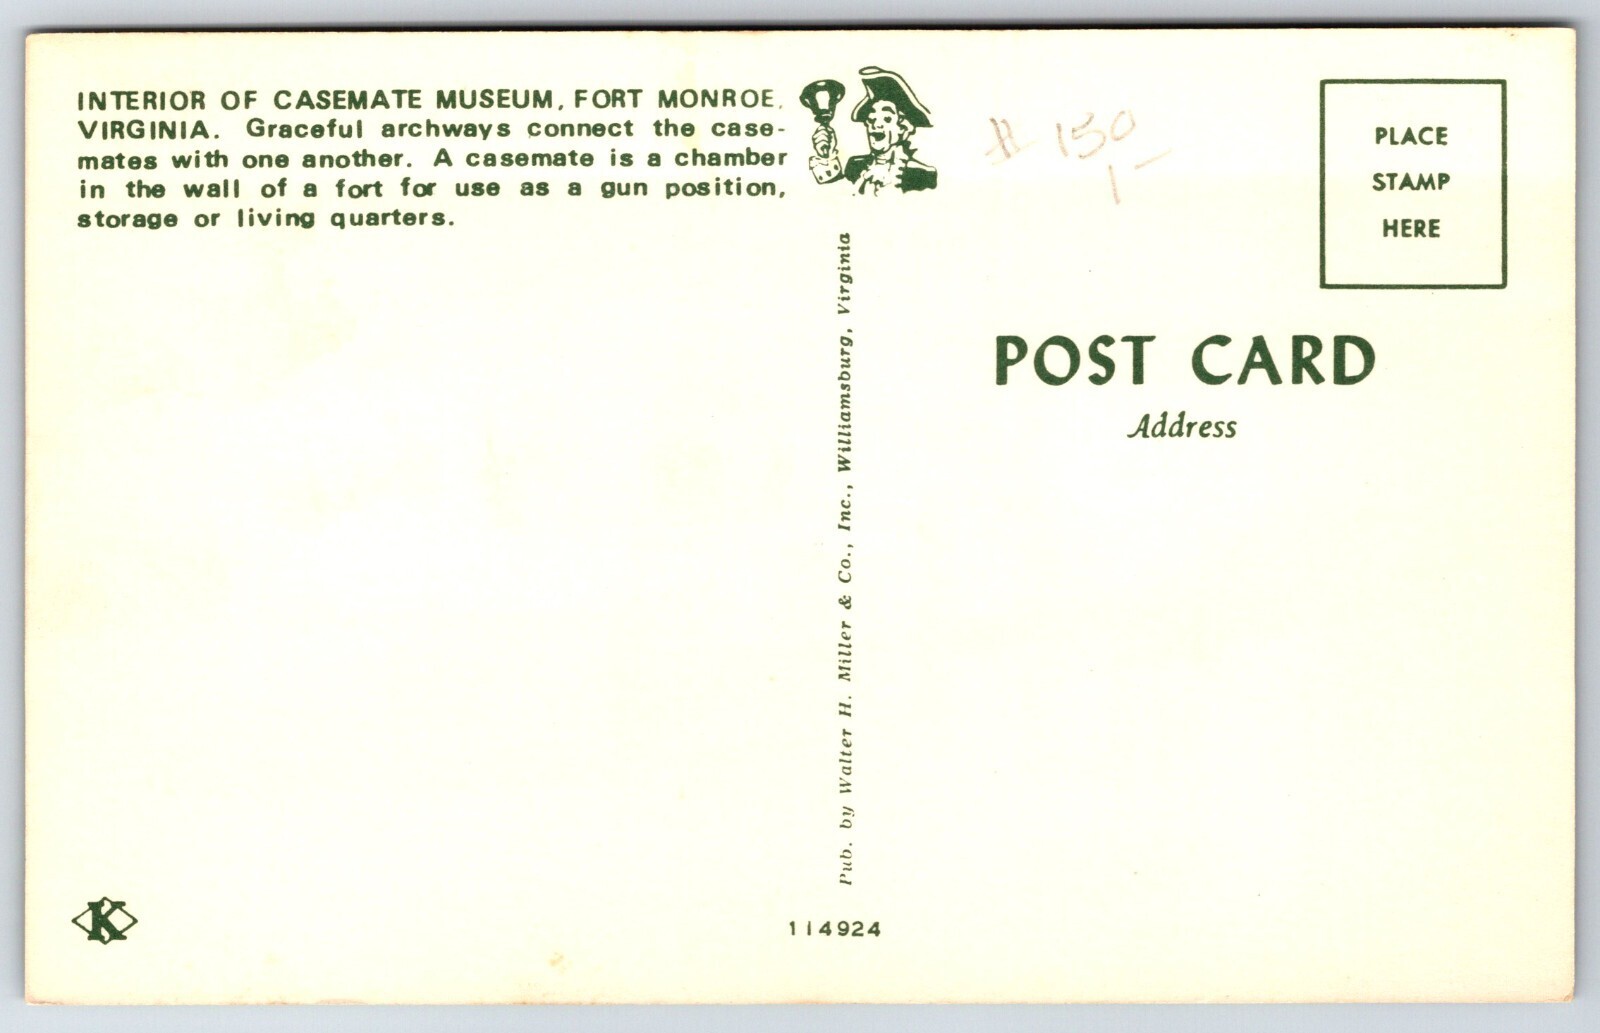 INTERIOR OF CASEMATE MUSEUM, FORT MONROE,
VIRGINIA. Graceful archways connect the case-
mates with one another. A casemate is a chamber
in the wall of a fort for use as a gun position,
storage or living quarters.
# 150
1-
PLACE
STAMP
HERE
POST CARD
Address
Pub. by Walter H. Miller & Co., Inc., Williamsburg, Virginia
K
114924